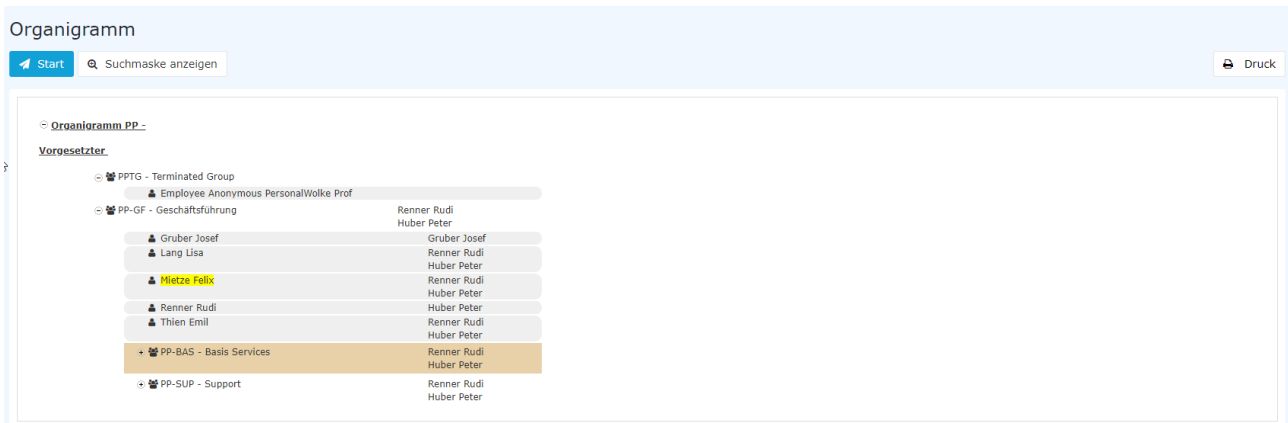 Organigramm
Start Suchmaske anzeigen Druck
Organigramm PP -
Vorgesetzter
PPTG - Terminated Group
Employee Anonymous PersonalWolke Prof
PP-GF - Geschäftsführung Renner Rudi
Huber Peter
Gruber Josef Gruber Josef
Lang Lisa Renner Rudi
Huber Peter
Mietze Felix Renner Rudi
Huber Peter
Renner Rudi Huber Peter
Thien Emil Renner Rudi
Huber Peter
PP-BAS - Basis Services Renner Rudi
Huber Peter
PP-SUP - Support Renner Rudi
Huber Peter